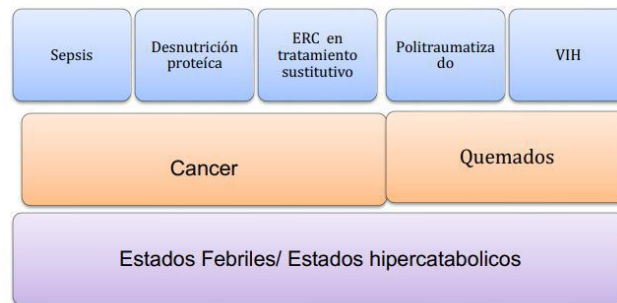 Sepsis
Desnutrición
proteíca
ERC en
tratamiento
sustitutivo
Politraumatiza
do
VIH
Cancer
Quemados
Estados Febriles/ Estados hipercatabolicos